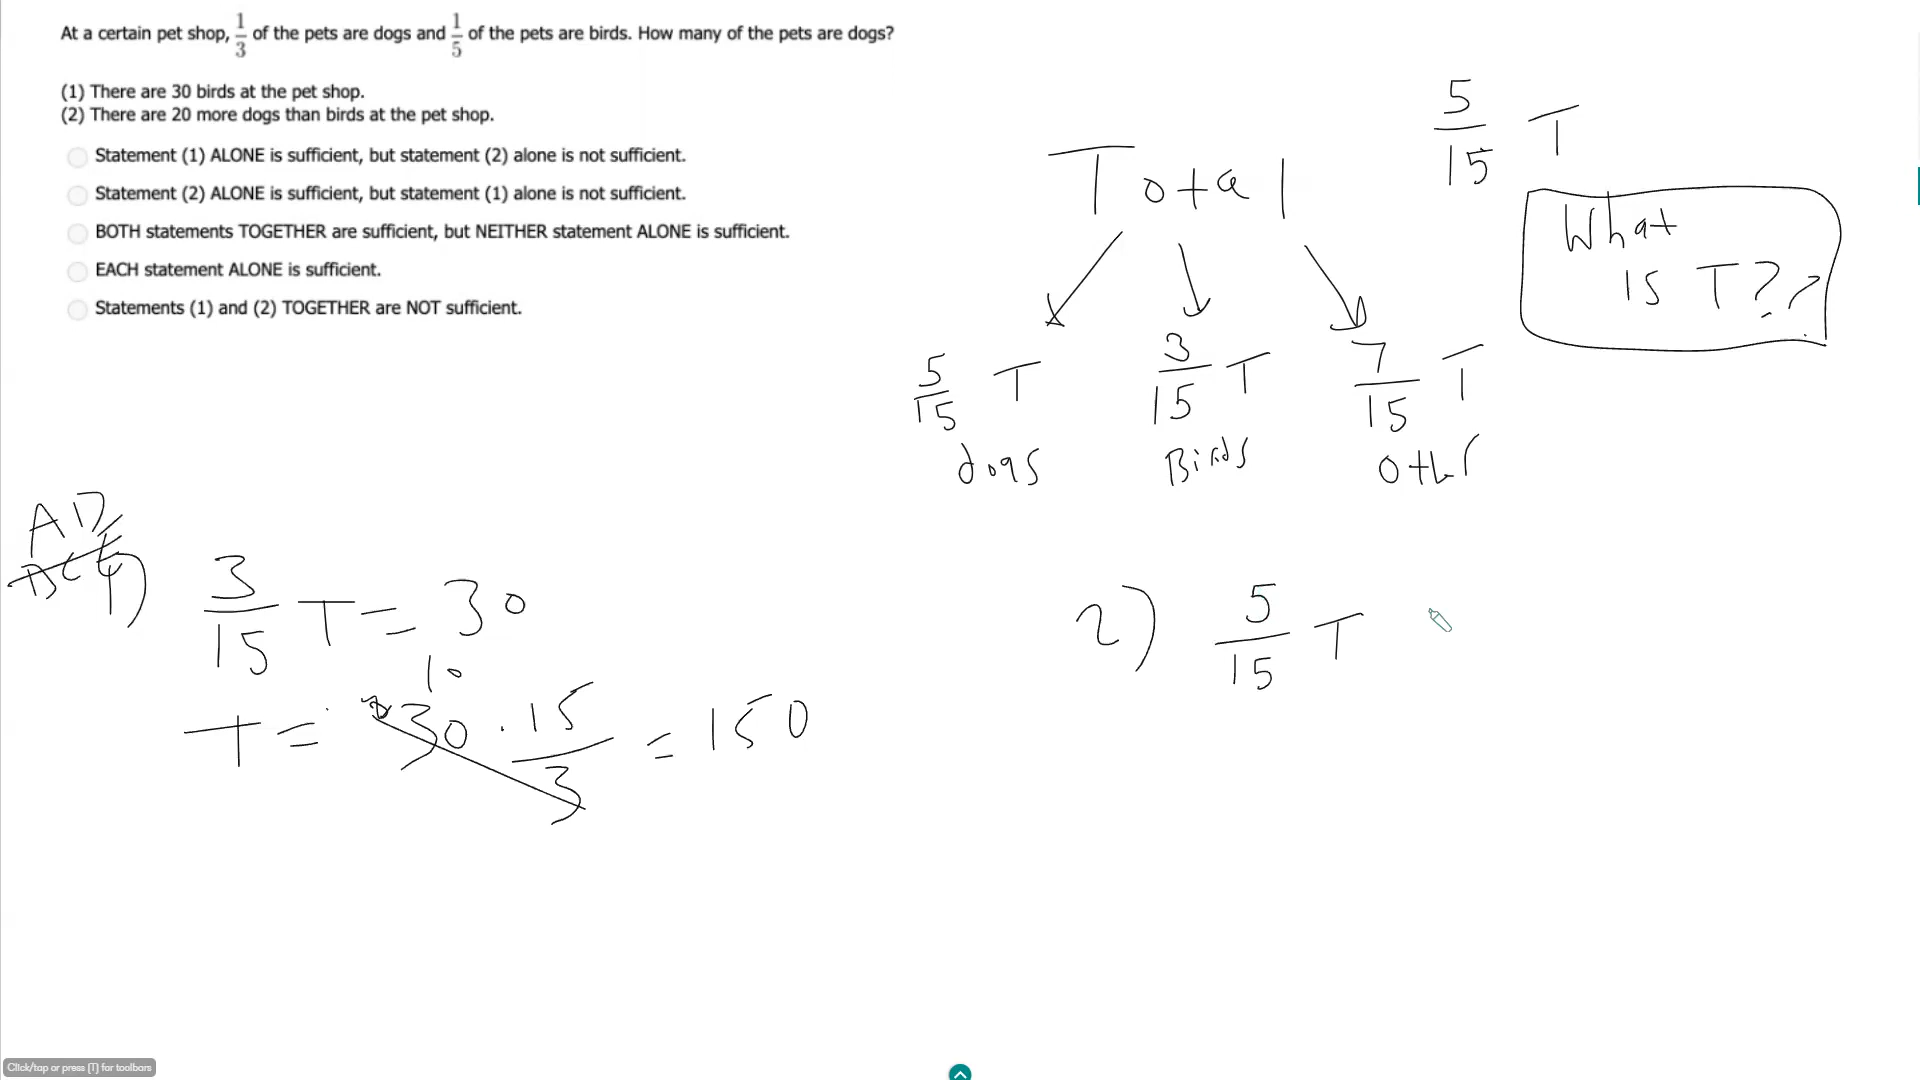 At a certain pet shop, 1/3 of the pets are dogs and 1/5 of the pets are birds. How many of the pets are dogs?
(1) There are 30 birds at the pet shop.
(2) There are 20 more dogs than birds at the pet shop.
Statement (1) ALONE is sufficient, but statement (2) alone is not sufficient.
Statement (2) ALONE is sufficient, but statement (1) alone is not sufficient.
BOTH statements TOGETHER are sufficient, but NEITHER statement ALONE is sufficient.
EACH statement ALONE is sufficient.
Statements (1) and (2) TOGETHER are NOT sufficient.
5/15 T
Total
What
is T??
5/15 T 3/15 T 7/15 T
dogs Birds Other
AD
BCE
1) 3/15 T = 30
10
T = 30 · 15/3 = 150
2) 5/15 T
Click/tap or press [T] for toolbars